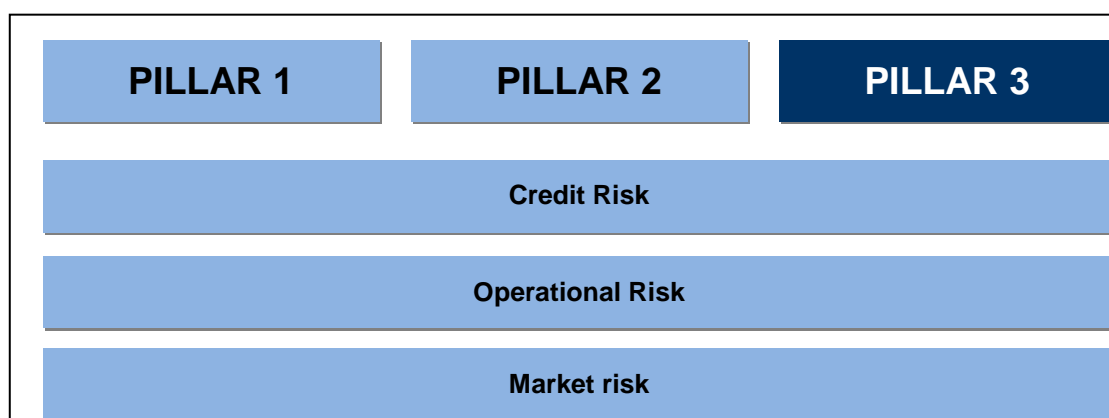 PILLAR 1 PILLAR 2 PILLAR 3
Credit Risk
Operational Risk
Market risk